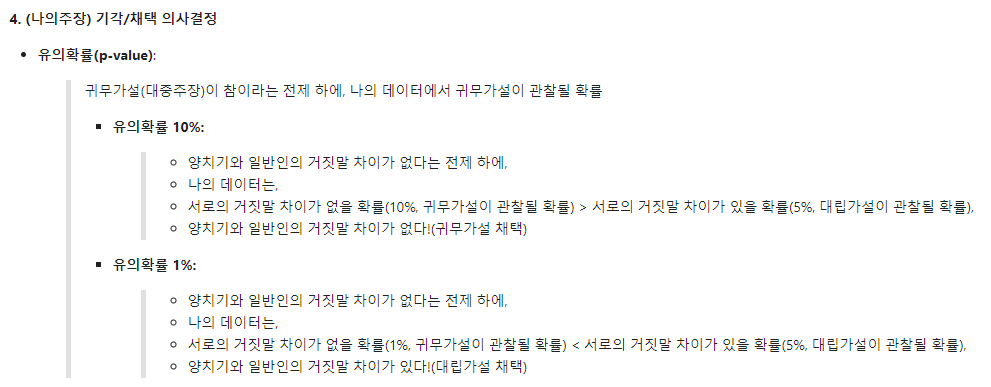 4. (나의주장) 기각/채택 의사결정
• 유의확률(p-value):
귀무가설(대중주장)이 참이라는 전제 하에, 나의 데이터에서 귀무가설이 관찰될 확률
▪ 유의확률 10%:
◦ 양치기와 일반인의 거짓말 차이가 없다는 전제 하에,
◦ 나의 데이터는,
◦ 서로의 거짓말 차이가 없을 확률(10%, 귀무가설이 관찰될 확률) > 서로의 거짓말 차이가 있을 확률(5%, 대립가설이 관찰될 확률),
◦ 양치기와 일반인의 거짓말 차이가 없다!(귀무가설 채택)
▪ 유의확률 1%:
◦ 양치기와 일반인의 거짓말 차이가 없다는 전제 하에,
◦ 나의 데이터는,
◦ 서로의 거짓말 차이가 없을 확률(1%, 귀무가설이 관찰될 확률) < 서로의 거짓말 차이가 있을 확률(5%, 대립가설이 관찰될 확률),
◦ 양치기와 일반인의 거짓말 차이가 있다!(대립가설 채택)